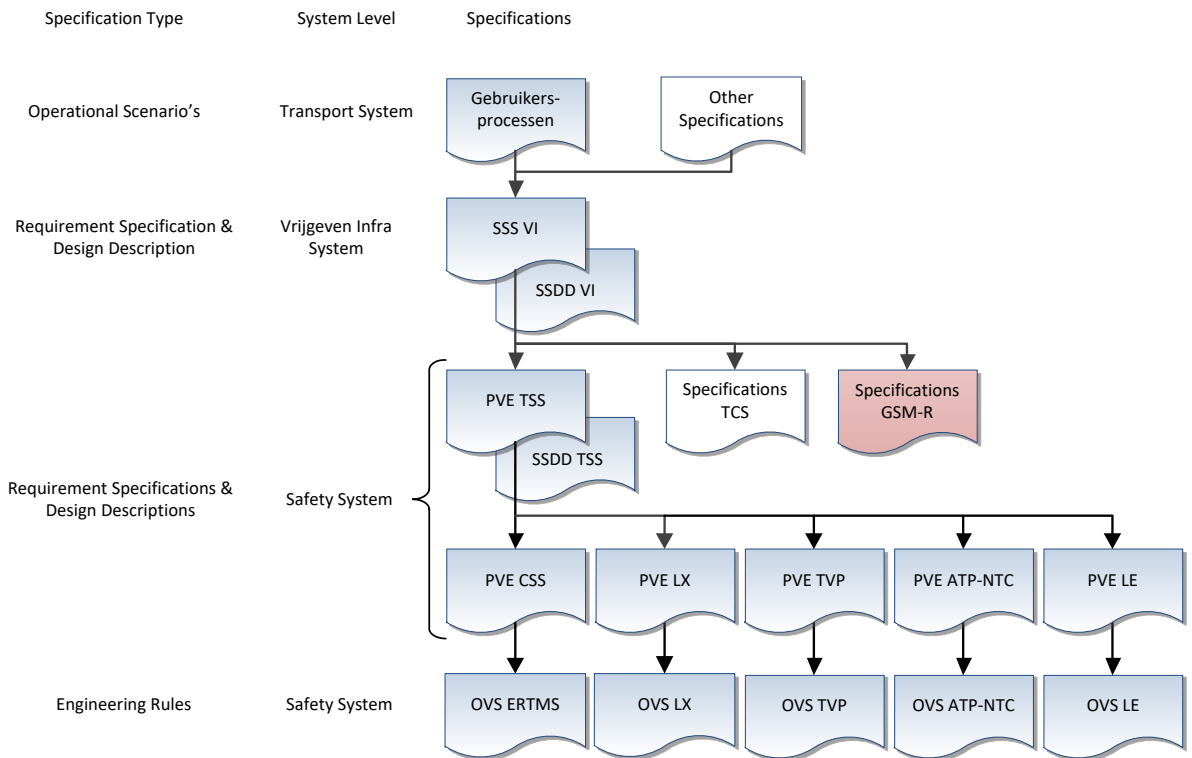 Specification Type
System Level
Specifications
Operational Scenario's
Transport System
Gebruikers-
processen
Other
Specifications
Requirement Specification &
Design Description
Vrijgeven Infra
System
SSS VI
SSDD VI
PVE TSS
Specifications
TCS
Specifications
GSM-R
SSDD TSS
Requirement Specifications &
Design Descriptions
Safety System
PVE CSS
PVE LX
PVE TVP
PVE ATP-NTC
PVE LE
Engineering Rules
Safety System
OVS ERTMS
OVS LX
OVS TVP
OVS ATP-NTC
OVS LE